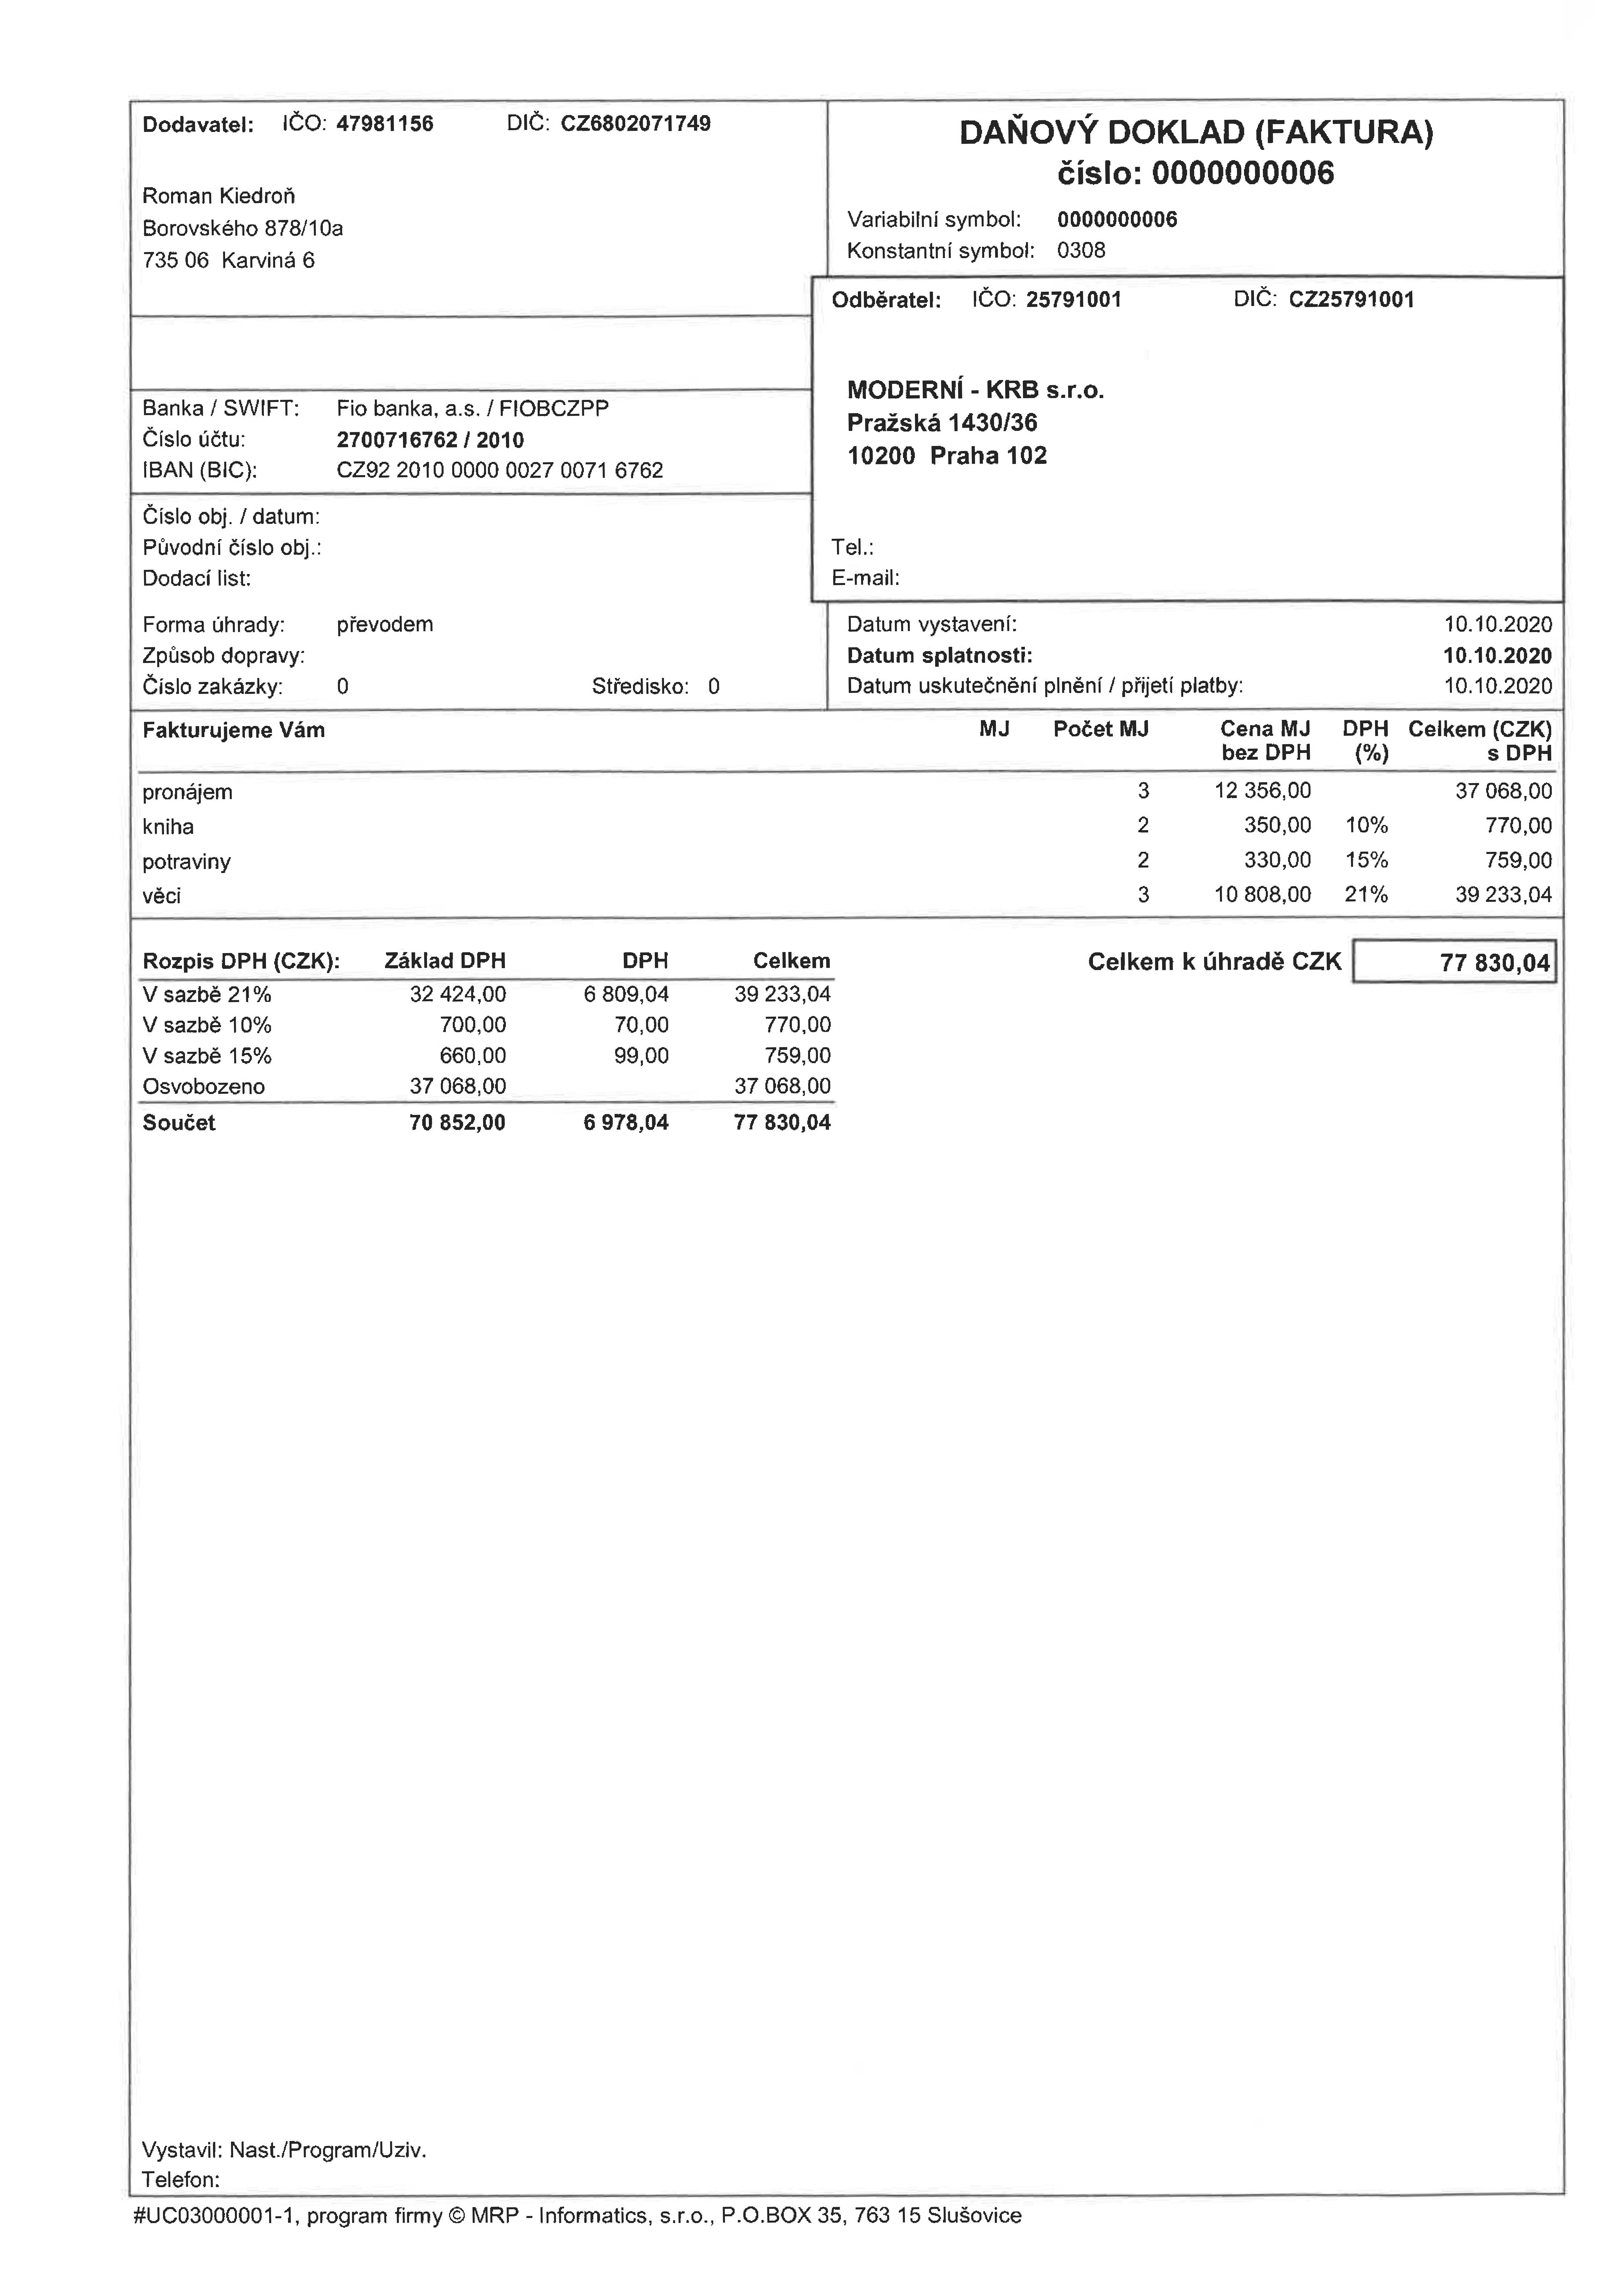 Dodavatel: IČO: 47981156 DIČ: CZ6802071749
Roman Kiedroň
Borovského 878/10a
735 06 Karviná 6
DAŇOVÝ DOKLAD (FAKTURA)
číslo: 0000000006
Variabilní symbol: 0000000006
Konstantní symbol: 0308
Odběratel: IČO: 25791001 DIČ: CZ25791001
MODERNÍ - KRB s.r.o.
Pražská 1430/36
10200 Praha 102
Tel.:
E-mail:
Banka / SWIFT: Fio banka, a.s. / FIOBCZPP
Číslo účtu: 2700716762 / 2010
IBAN (BIC): CZ92 2010 0000 0027 0071 6762
Číslo obj. / datum:
Původní číslo obj.:
Dodací list:
Forma úhrady: převodem
Způsob dopravy:
Číslo zakázky: 0 Středisko: 0
Datum vystavení: 10.10.2020
Datum splatnosti: 10.10.2020
Datum uskutečnění plnění / přijetí platby: 10.10.2020
Fakturujeme Vám MJ Počet MJ Cena MJ DPH Celkem (CZK)
bez DPH (%) s DPH
pronájem 3 12 356,00 37 068,00
kniha 2 350,00 10% 770,00
potraviny 2 330,00 15% 759,00
věci 3 10 808,00 21% 39 233,04
Celkem k úhradě CZK 77 830,04
Rozpis DPH (CZK): Základ DPH DPH Celkem
V sazbě 21% 32 424,00 6 809,04 39 233,04
V sazbě 10% 700,00 70,00 770,00
V sazbě 15% 660,00 99,00 759,00
Osvobozeno 37 068,00 37 068,00
Součet 70 852,00 6 978,04 77 830,04
Vystavil: Nast./Program/Uziv.
Telefon:
#UC03000001-1, program firmy © MRP - Informatics, s.r.o., P.O.BOX 35, 763 15 Slušovice